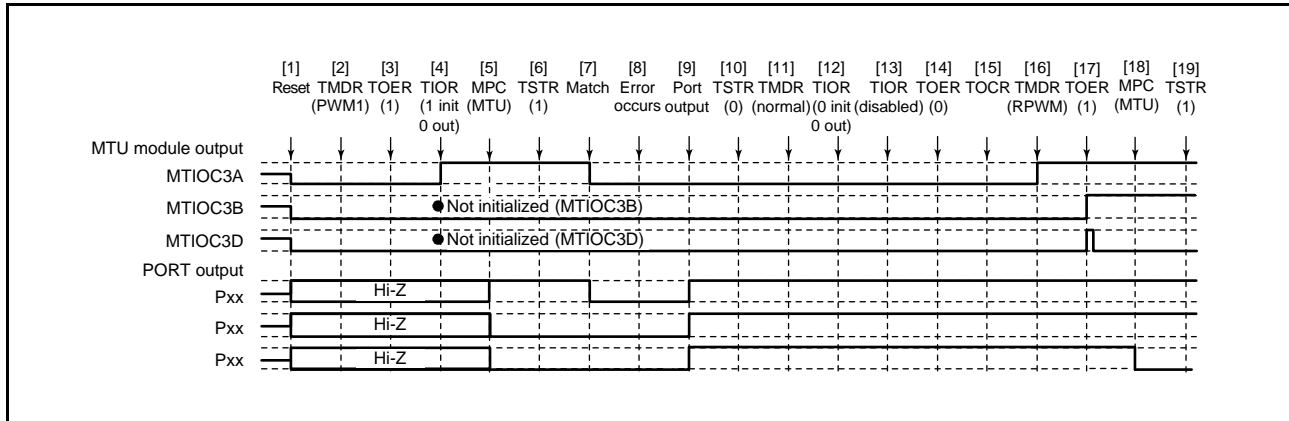 [1] [2] [3] [4] [5] [6] [7] [8] [9] [10] [11] [12] [13] [14] [15] [16] [17] [18] [19]
Reset TMDR TOER TIOR MPC TSTR Match Error Port TSTR TMDR TIOR TIOR TOER TOCR TMDR TOER MPC TSTR
(PWM1) (1) (1 init (MTU) (1) occurs output (0) (normal) (0 init (disabled) (0) (RPWM) (1) (MTU) (1)
0 out) 0 out)
MTU module output
MTIOC3A
MTIOC3B Not initialized (MTIOC3B)
MTIOC3D Not initialized (MTIOC3D)
PORT output
Pxx Hi-Z
Pxx Hi-Z
Pxx Hi-Z